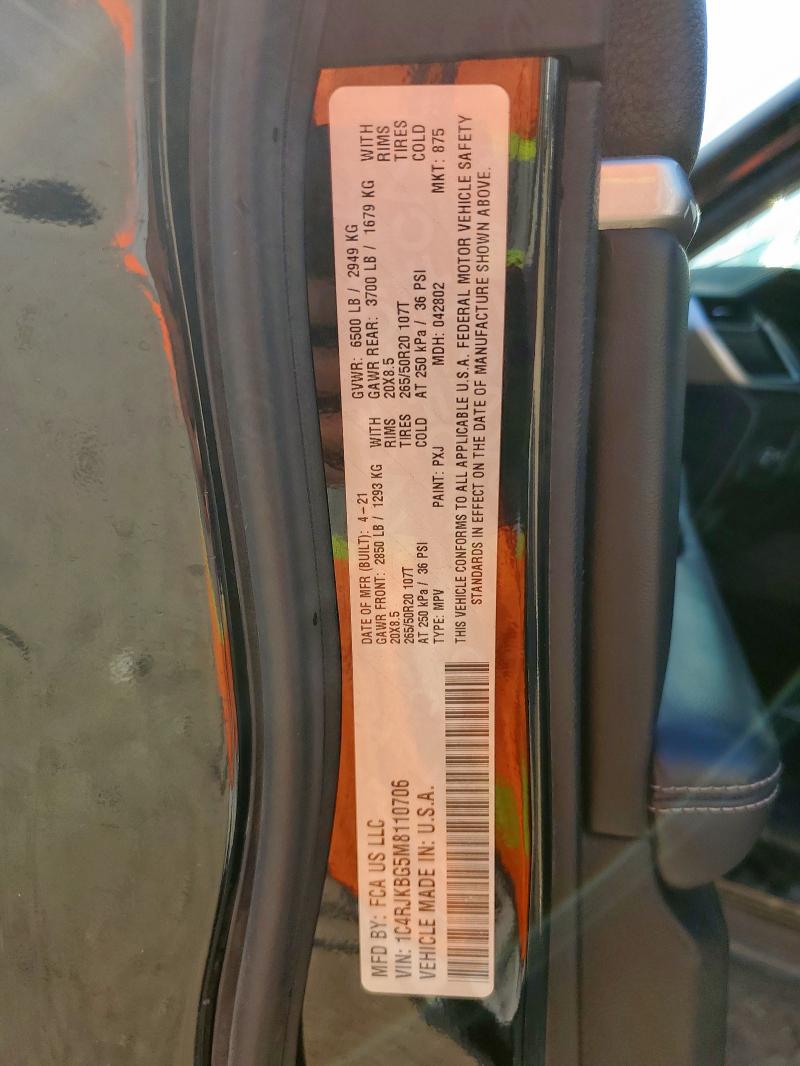 MFD BY: FCA US LLC
VIN: 1C4RJKBG5M8110706
VEHICLE MADE IN: U.S.A.
DATE OF MFR (BUILT): 4-21
GVWR: 6500 LB / 2949 KG
GAWR FRONT: 2850 LB / 1293 KG WITH
20X8.5 RIMS
265/50R20 107T TIRES
AT 250 kPa / 36 PSI COLD
GAWR REAR: 3700 LB / 1679 KG WITH
20X8.5 RIMS
265/50R20 107T TIRES
AT 250 kPa / 36 PSI COLD
TYPE: MPV PAINT: PXJ MDH: 042802 MKT: 875
THIS VEHICLE CONFORMS TO ALL APPLICABLE U.S.A. FEDERAL MOTOR VEHICLE SAFETY
STANDARDS IN EFFECT ON THE DATE OF MANUFACTURE SHOWN ABOVE.